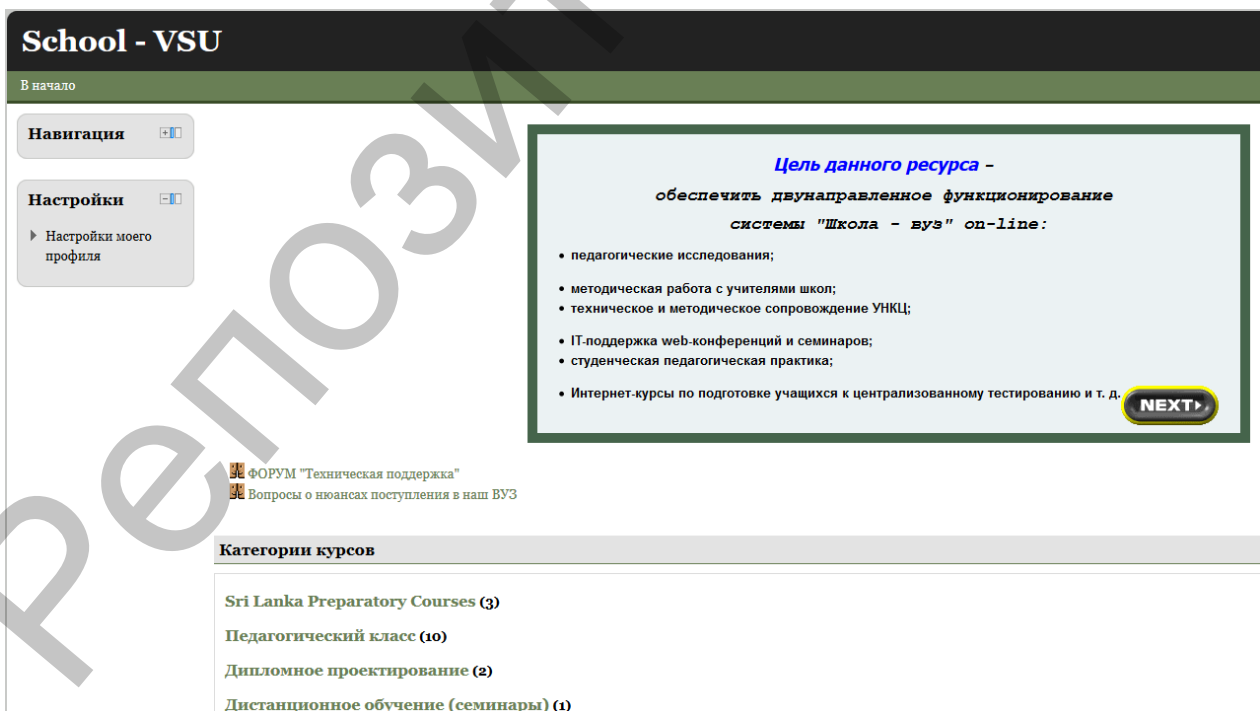 School - VSU
В начало
Навигация
Настройки
Настройки моего
профиля
Цель данного ресурса –
обеспечить двунаправленное функционирование
системы "Школа - вуз" on-line:
• педагогические исследования;
• методическая работа с учителями школ;
• техническое и методическое сопровождение УНКЦ;
• IT-поддержка web-конференций и семинаров;
• студенческая педагогическая практика;
• Интернет-курсы по подготовке учащихся к централизованному тестированию и т. д.
NEXT
ФОРУМ "Техническая поддержка"
Вопросы о нюансах поступления в наш ВУЗ
Категории курсов
Sri Lanka Preparatory Courses (3)
Педагогический класс (10)
Дипломное проектирование (2)
Дистанционное обучение (семинары) (1)